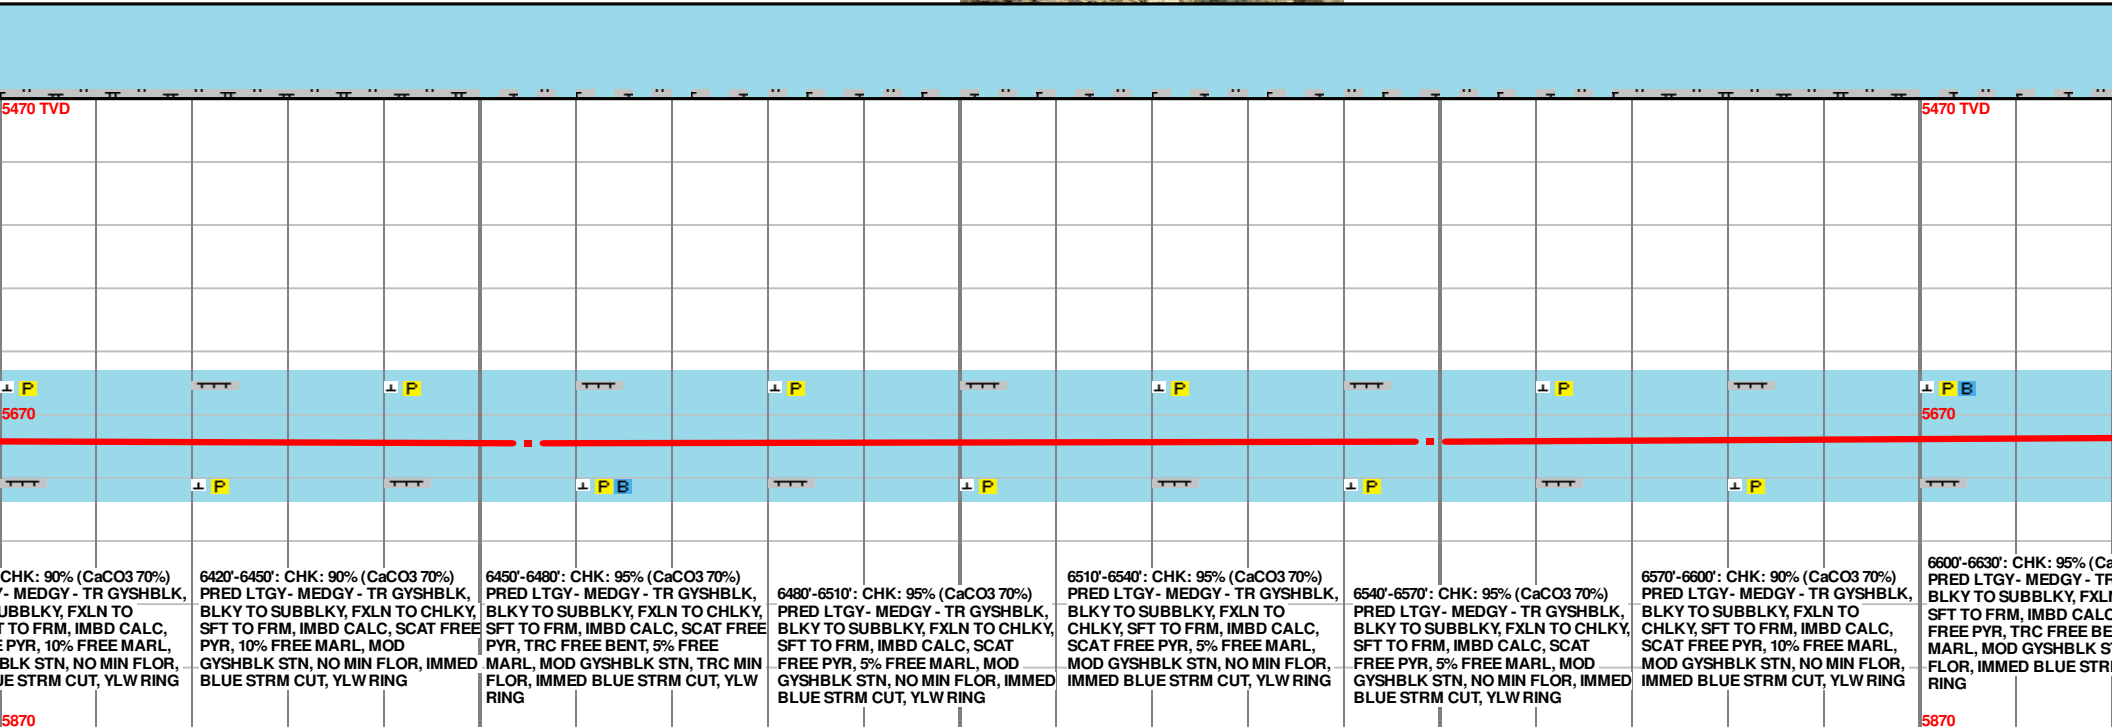 5470 TVD
5470 TVD
P
P
P
P
P
P B
5670
5670
P
P B
P
P
P
CHK: 90% (CaCO3 70%)
- MEDGY - TR GYSHBLK,
UBBLKY, FXLN TO
T TO FRM, IMBD CALC,
E PYR, 10% FREE MARL,
BLK STN, NO MIN FLOR,
UE STRM CUT, YLW RING
6420'-6450': CHK: 90% (CaCO3 70%)
PRED LTGY- MEDGY - TR GYSHBLK,
BLKY TO SUBBLKY, FXLN TO CHLKY,
SFT TO FRM, IMBD CALC, SCAT FREE
PYR, 10% FREE MARL, MOD
GYSHBLK STN, NO MIN FLOR, IMMED
BLUE STRM CUT, YLW RING
6450'-6480': CHK: 95% (CaCO3 70%)
PRED LTGY- MEDGY - TR GYSHBLK,
BLKY TO SUBBLKY, FXLN TO CHLKY,
SFT TO FRM, IMBD CALC, SCAT FREE
PYR, TRC FREE BENT, 5% FREE
MARL, MOD GYSHBLK STN, TRC MIN
FLOR, IMMED BLUE STRM CUT, YLW
RING
6480'-6510': CHK: 95% (CaCO3 70%)
PRED LTGY- MEDGY - TR GYSHBLK,
BLKY TO SUBBLKY, FXLN TO CHLKY,
SFT TO FRM, IMBD CALC, SCAT
FREE PYR, 5% FREE MARL, MOD
GYSHBLK STN, NO MIN FLOR, IMMED
BLUE STRM CUT, YLW RING
6510'-6540': CHK: 95% (CaCO3 70%)
PRED LTGY- MEDGY - TR GYSHBLK,
BLKY TO SUBBLKY, FXLN TO
CHLKY, SFT TO FRM, IMBD CALC,
SCAT FREE PYR, 5% FREE MARL,
MOD GYSHBLK STN, NO MIN FLOR,
IMMED BLUE STRM CUT, YLW RING
6540'-6570': CHK: 95% (CaCO3 70%)
PRED LTGY- MEDGY - TR GYSHBLK,
BLKY TO SUBBLKY, FXLN TO CHLKY,
SFT TO FRM, IMBD CALC, SCAT
FREE PYR, 5% FREE MARL, MOD
GYSHBLK STN, NO MIN FLOR, IMMED
BLUE STRM CUT, YLW RING
6570'-6600': CHK: 90% (CaCO3 70%)
PRED LTGY- MEDGY - TR GYSHBLK,
BLKY TO SUBBLKY, FXLN TO
CHLKY, SFT TO FRM, IMBD CALC,
SCAT FREE PYR, 10% FREE MARL,
MOD GYSHBLK STN, NO MIN FLOR,
IMMED BLUE STRM CUT, YLW RING
6600'-6630': CHK: 95% (Ca
PRED LTGY- MEDGY - TR
BLKY TO SUBBLKY, FXLN
SFT TO FRM, IMBD CALC
FREE PYR, TRC FREE BE
MARL, MOD GYSHBLK S
FLOR, IMMED BLUE STR
RING
5870
5870